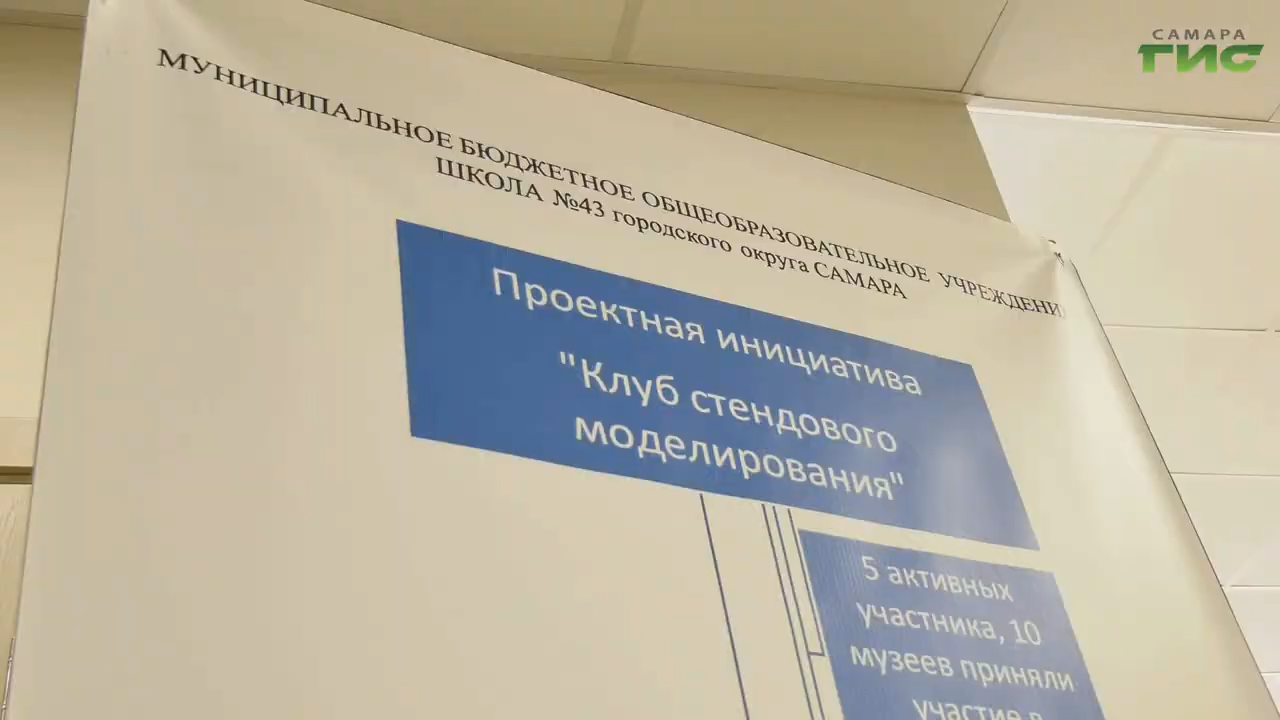 САМАРА
ГИС
МУНИЦИПАЛЬНОЕ БЮДЖЕТНОЕ ОБЩЕОБРАЗОВАТЕЛЬНОЕ УЧРЕЖДЕНИ
ШКОЛА №43 городского округа САМАРА
Проектная инициатива
"Клуб стендового
моделирования"
5 активных
участника, 10
музеев приняли
участие в